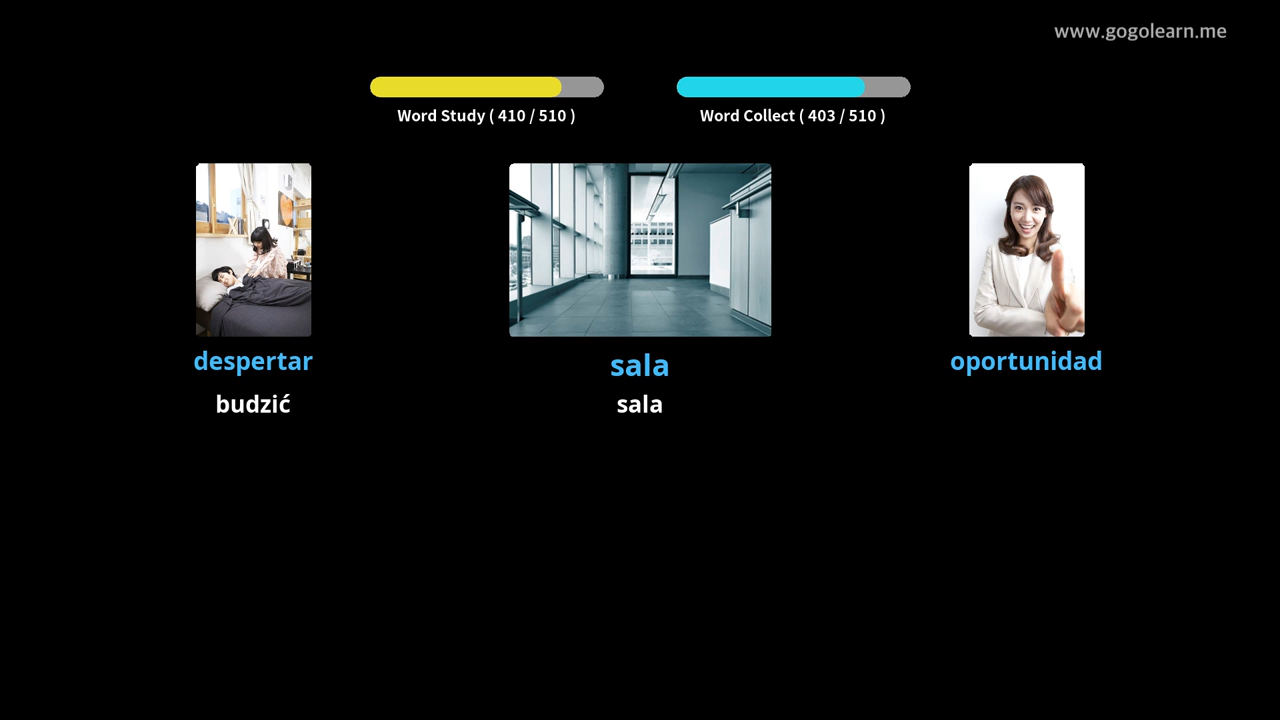 www.gogolearn.me
Word Study ( 410 / 510 )
Word Collect ( 403 / 510 )
despertar
budzić
sala
sala
oportunidad